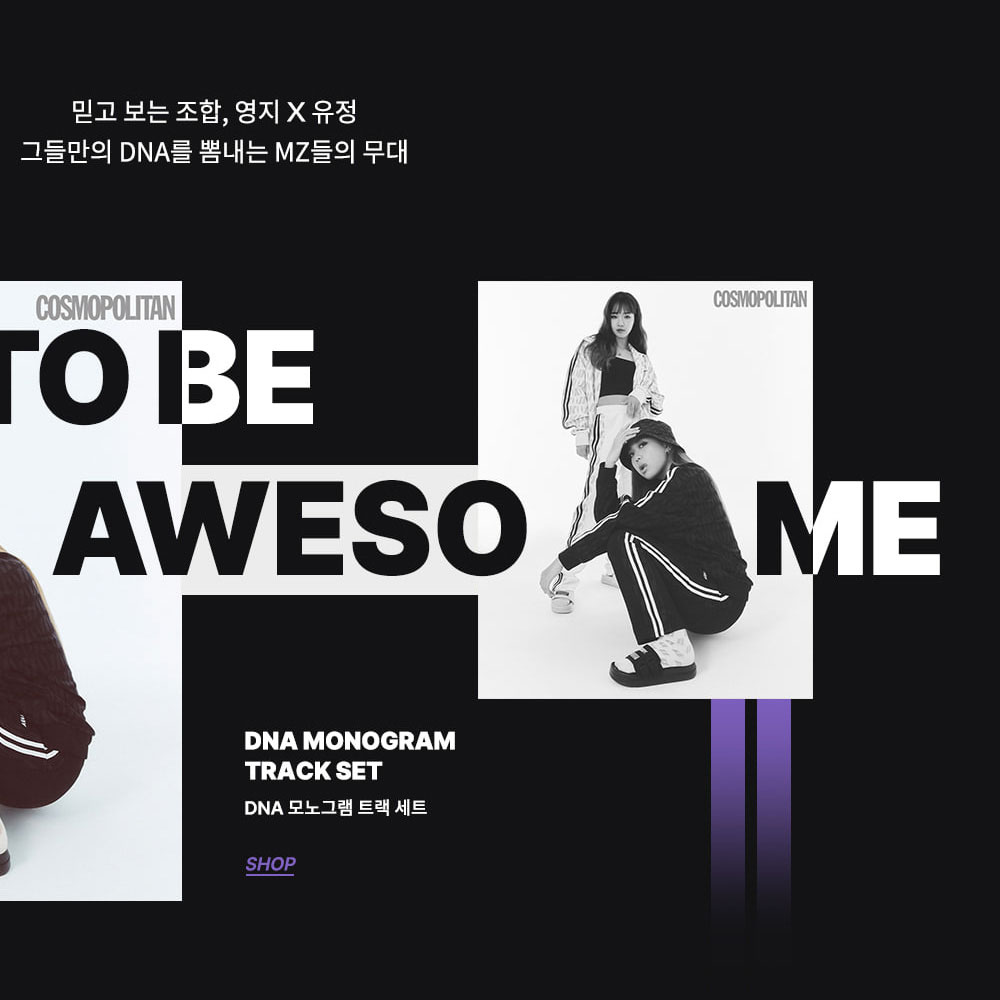 믿고 보는 조합, 영지 X 유정
그들만의 DNA를 뽐내는 MZ들의 무대
COSMOPOLITAN
COSMOPOLITAN
TO BE
AWESO ME
DNA MONOGRAM
TRACK SET
DNA 모노그램 트랙 세트
SHOP